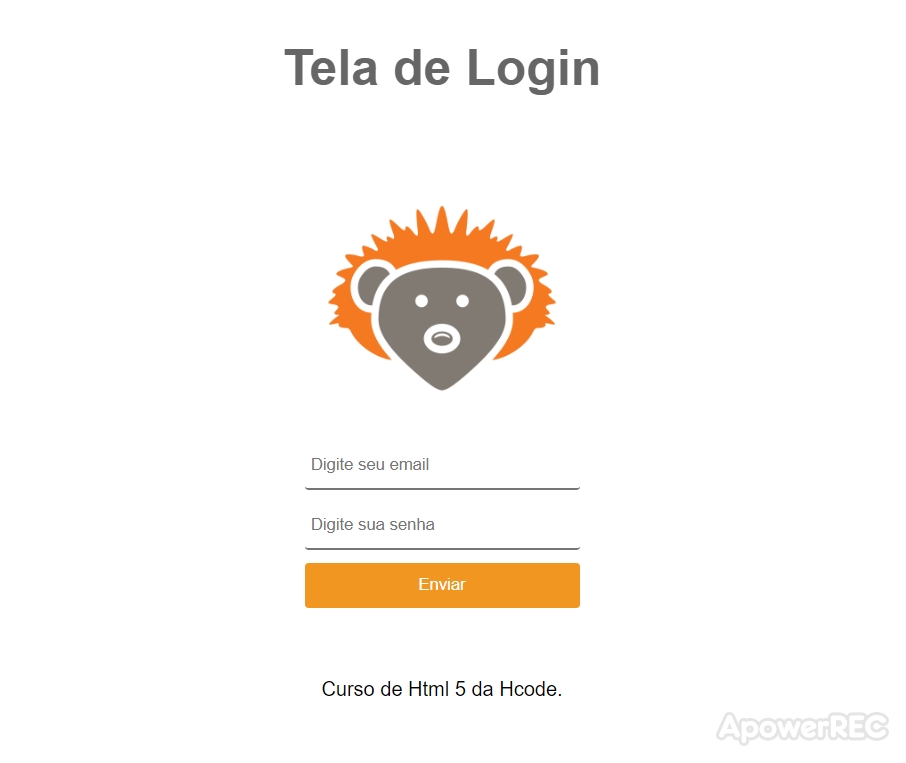 Tela de Login
Digite seu email
Digite sua senha
Enviar
Curso de Html 5 da Hcode.
ApowerREC